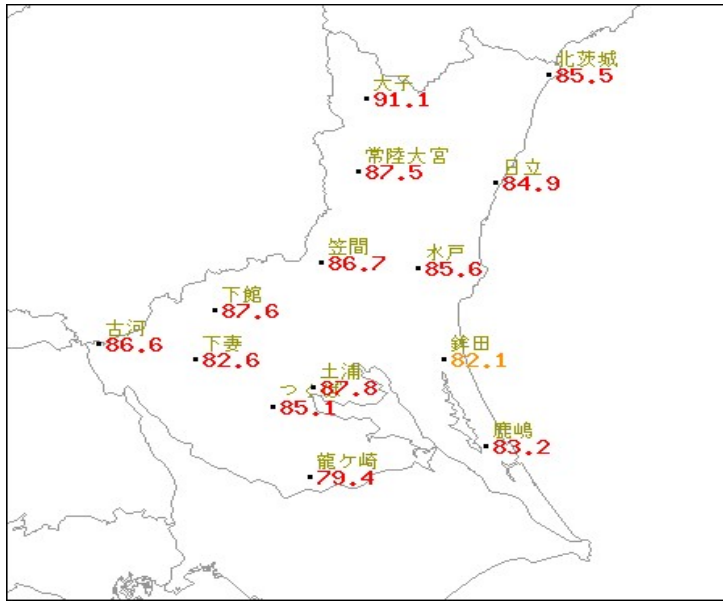 北茨城
85.5
大子
91.1
常陸大宮
87.5
日立
84.9
笠間
86.7
水戸
85.6
下館
87.6
古河
86.6
下妻
82.6
鉾田
82.1
土浦
87.8
つくば
85.1
鹿嶋
83.2
龍ケ崎
79.4